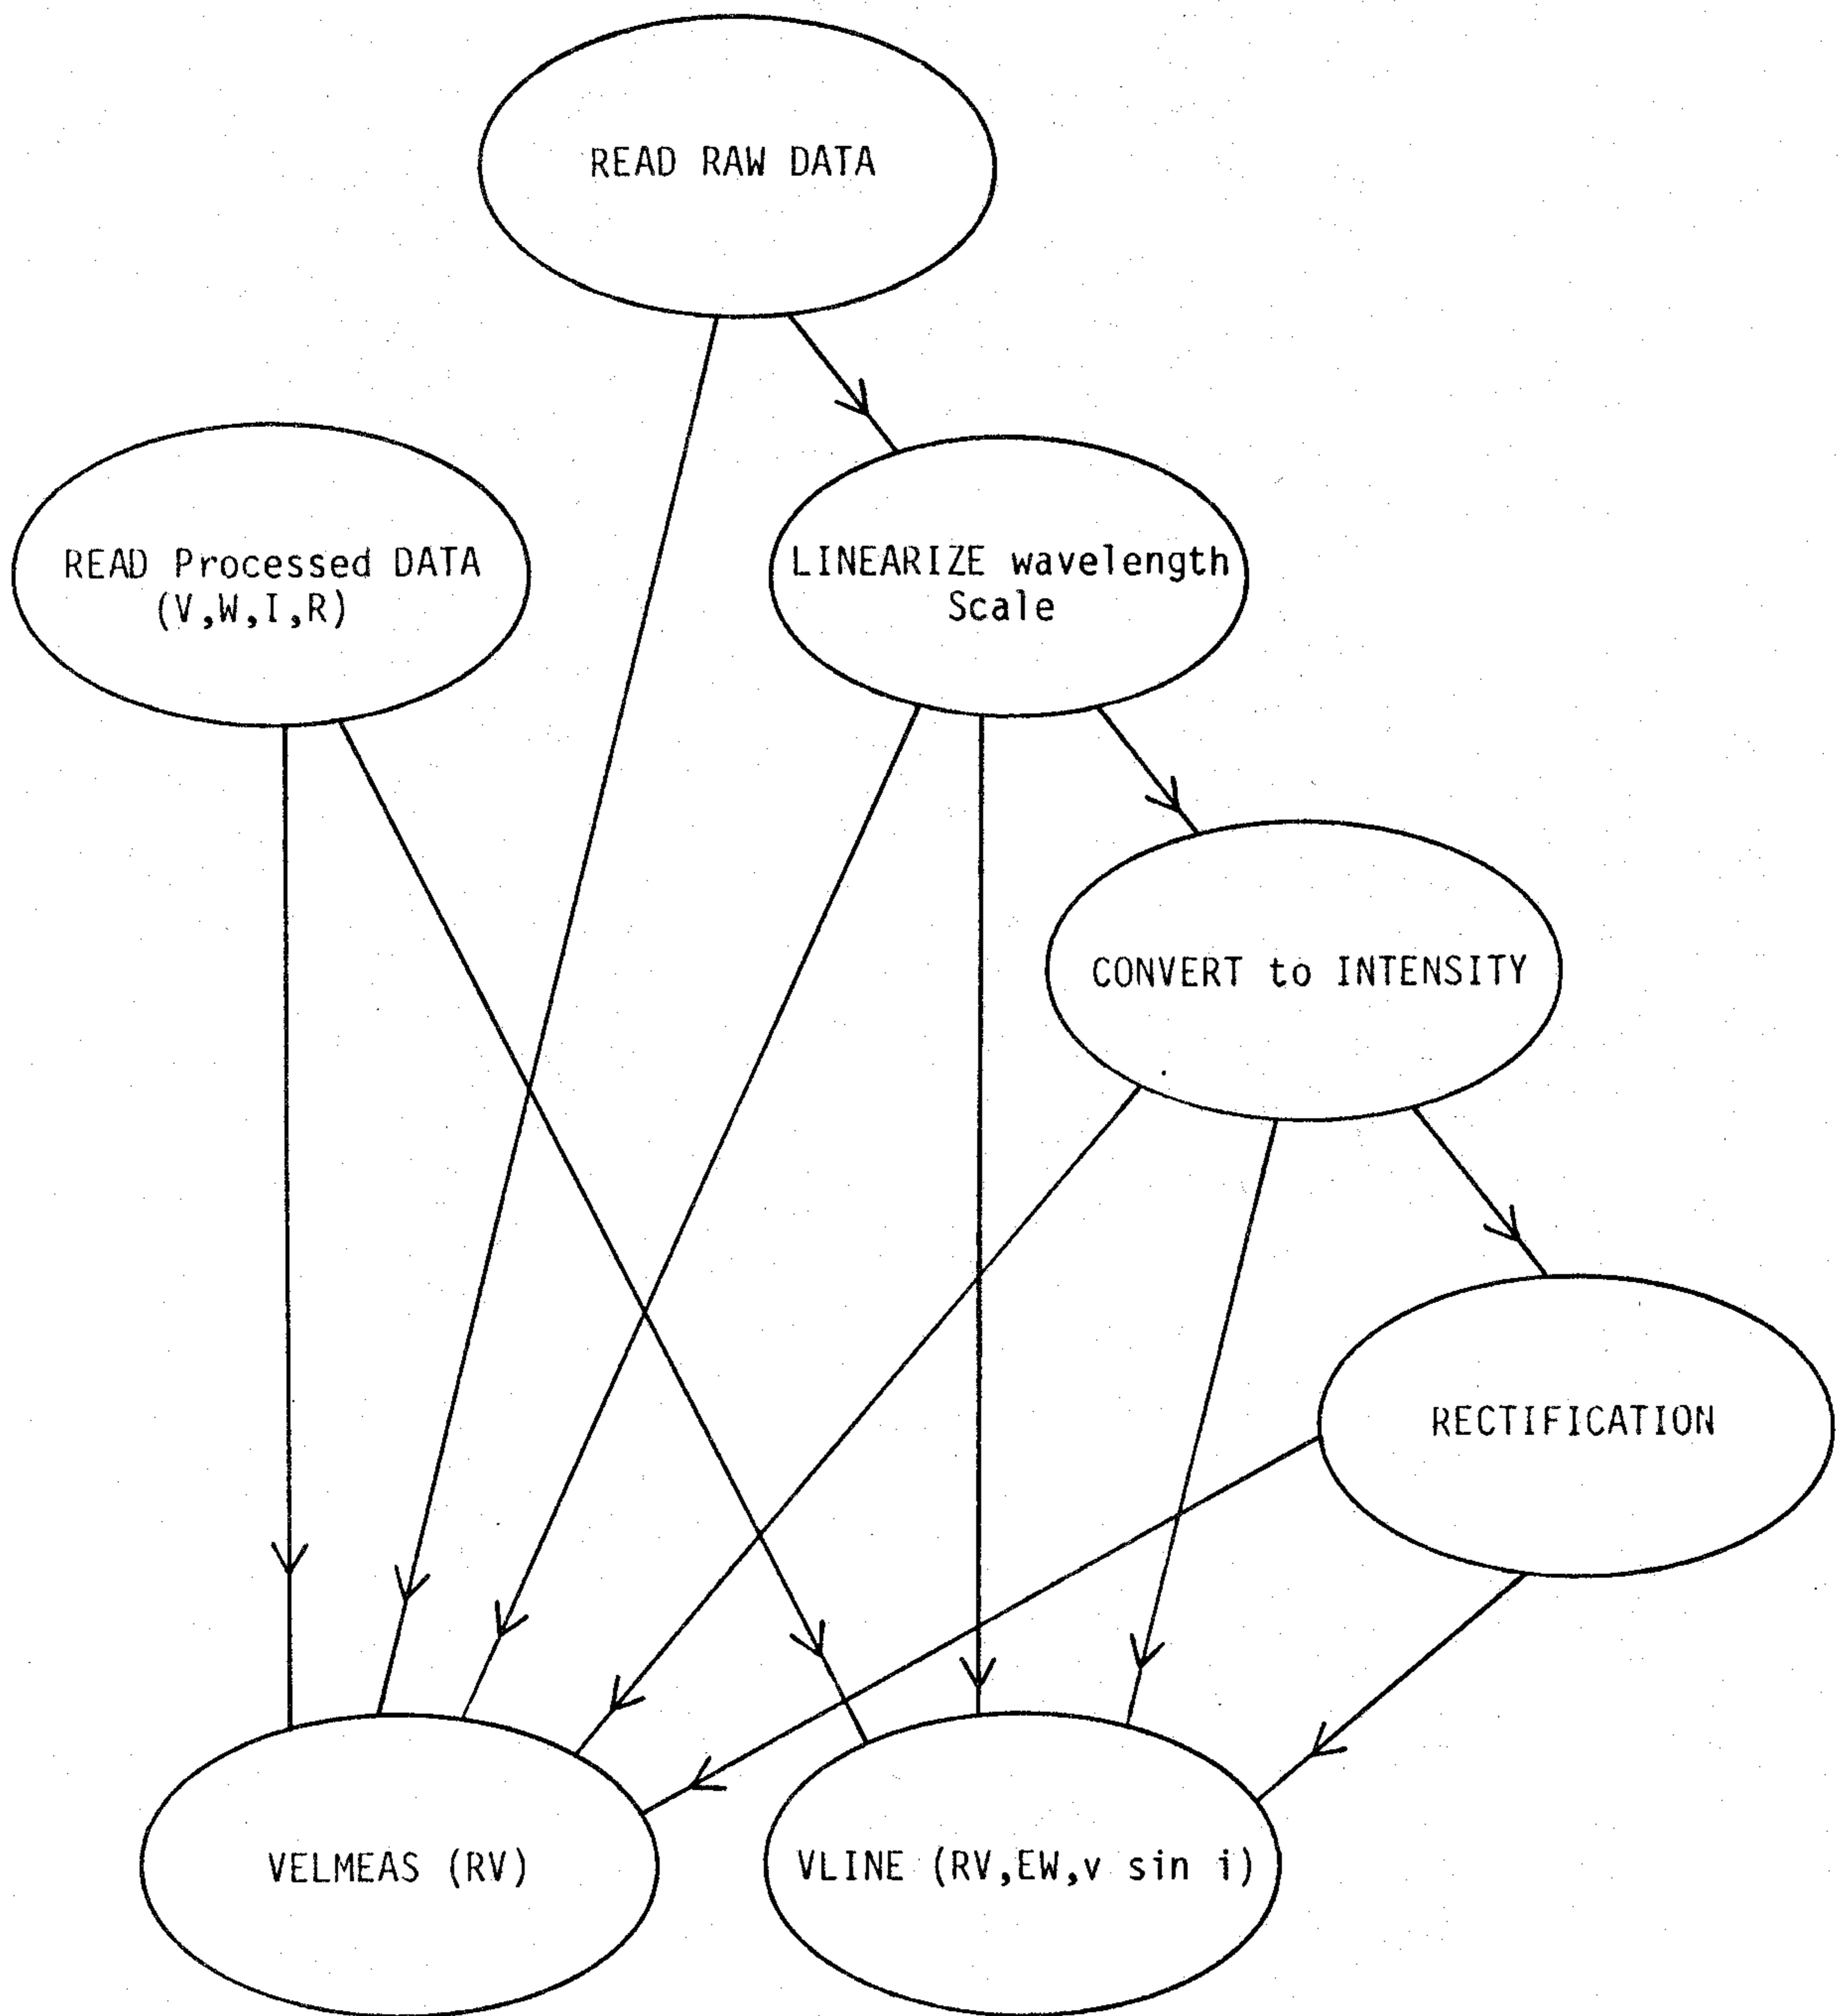 READ RAW DATA
READ Processed DATA
(V,W,I,R)
LINEARIZE wavelength
Scale
CONVERT to INTENSITY
RECTIFICATION
VELMEAS (RV)
VLINE (RV,EW,v sin i)